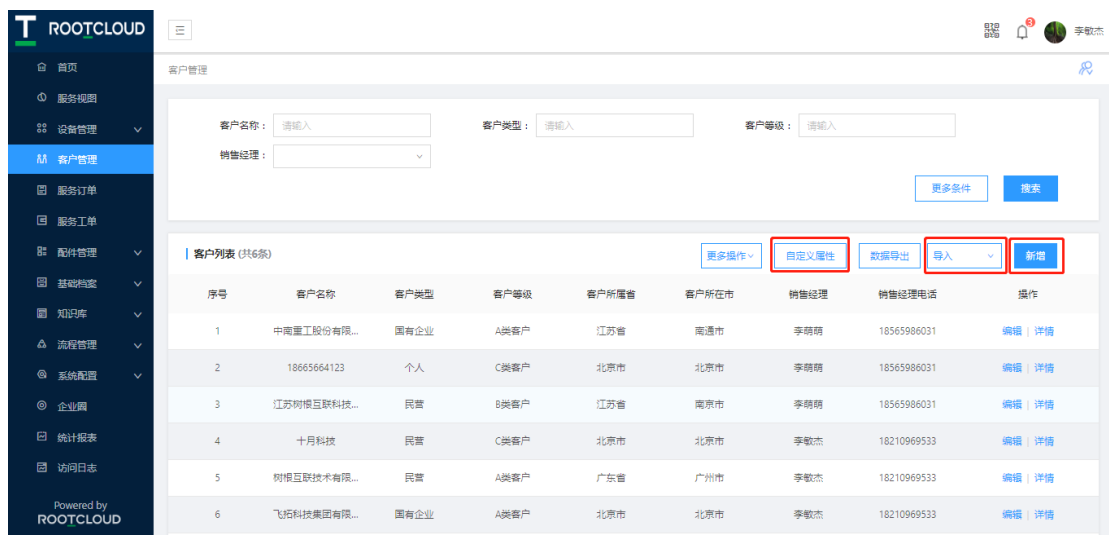 ROOTCLOUD
3
李敏杰
首页
服务视图
设备管理
客户管理
服务订单
服务工单
配件管理
基础档案
知识库
流程管理
系统配置
企业圈
统计报表
访问日志
Powered by
ROOTCLOUD
客户管理
客户名称： 请输入 客户类型： 请输入 客户等级： 请输入
销售经理：
更多条件 搜索
客户列表 (共6条) 更多操作 自定义属性 数据导出 导入 新增
序号 客户名称 客户类型 客户等级 客户所属省 客户所在市 销售经理 销售经理电话 操作
1 中南重工股份有限... 国有企业 A类客户 江苏省 南通市 李萌萌 18565986031 编辑 | 详情
2 18665664123 个人 C类客户 北京市 北京市 李萌萌 18565986031 编辑 | 详情
3 江苏树根互联科技... 民营 B类客户 江苏省 南京市 李萌萌 18565986031 编辑 | 详情
4 十月科技 民营 C类客户 北京市 北京市 李敏杰 18210969533 编辑 | 详情
5 树根互联技术有限... 民营 A类客户 广东省 广州市 李敏杰 18210969533 编辑 | 详情
6 飞拓科技集团有限... 国有企业 A类客户 北京市 北京市 李敏杰 18210969533 编辑 | 详情